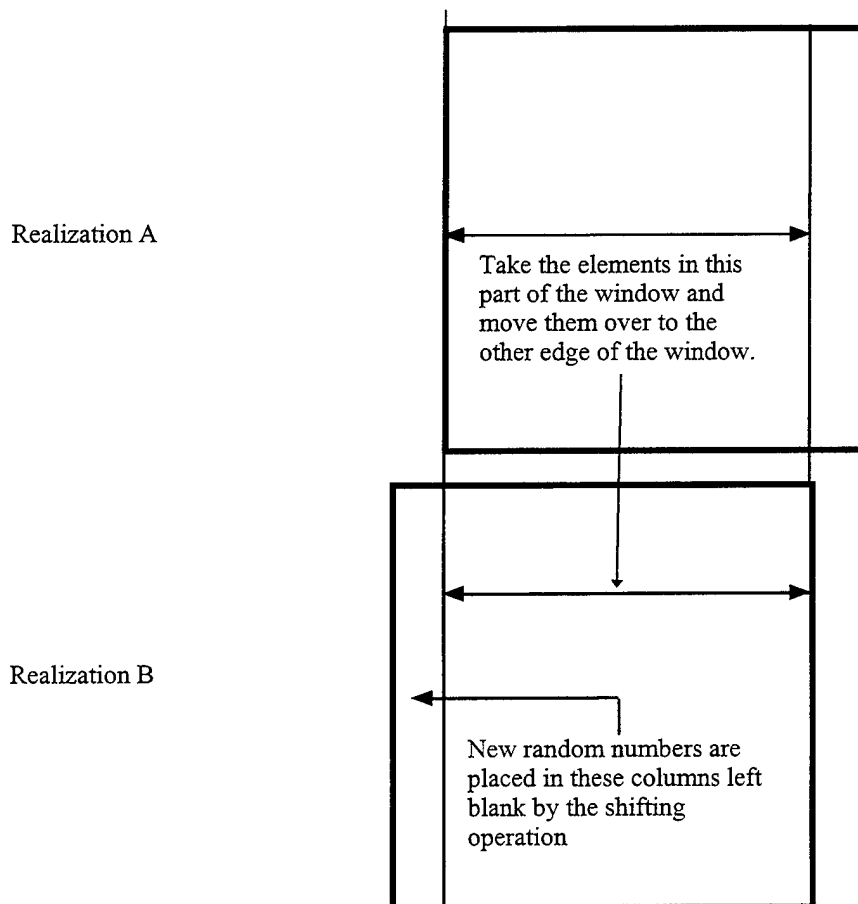 Realization A
Take the elements in this
part of the window and
move them over to the
other edge of the window.
Realization B
New random numbers are
placed in these columns left
blank by the shifting
operation